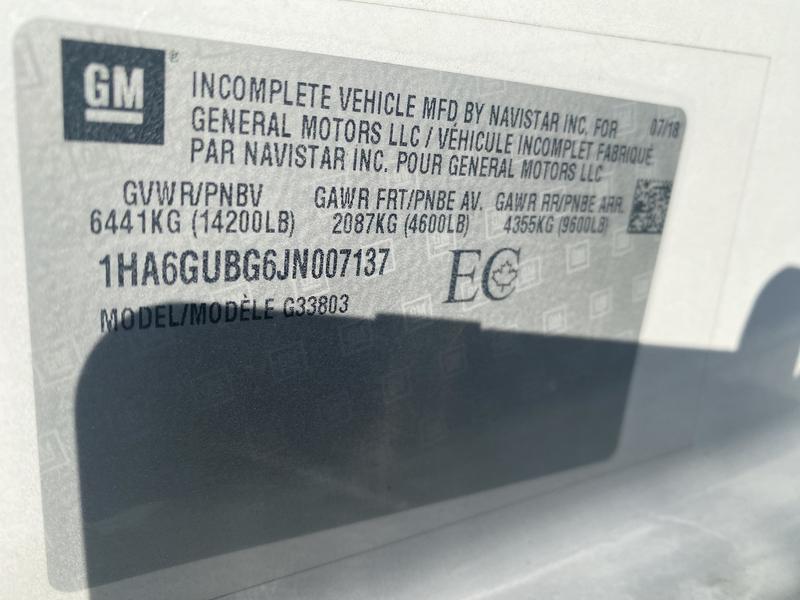 GM ®
INCOMPLETE VEHICLE MFD BY NAVISTAR INC. FOR 07/18
GENERAL MOTORS LLC / VÉHICULE INCOMPLET FABRIQUÉ
PAR NAVISTAR INC. POUR GENERAL MOTORS LLC
GVWR/PNBV GAWR FRT/PNBE AV. GAWR RR/PNBE ARR.
6441KG (14200LB) 2087KG (4600LB) 4355KG (9600LB)
1HA6GUBG6JN007137 EC
MODEL/MODÈLE G33803